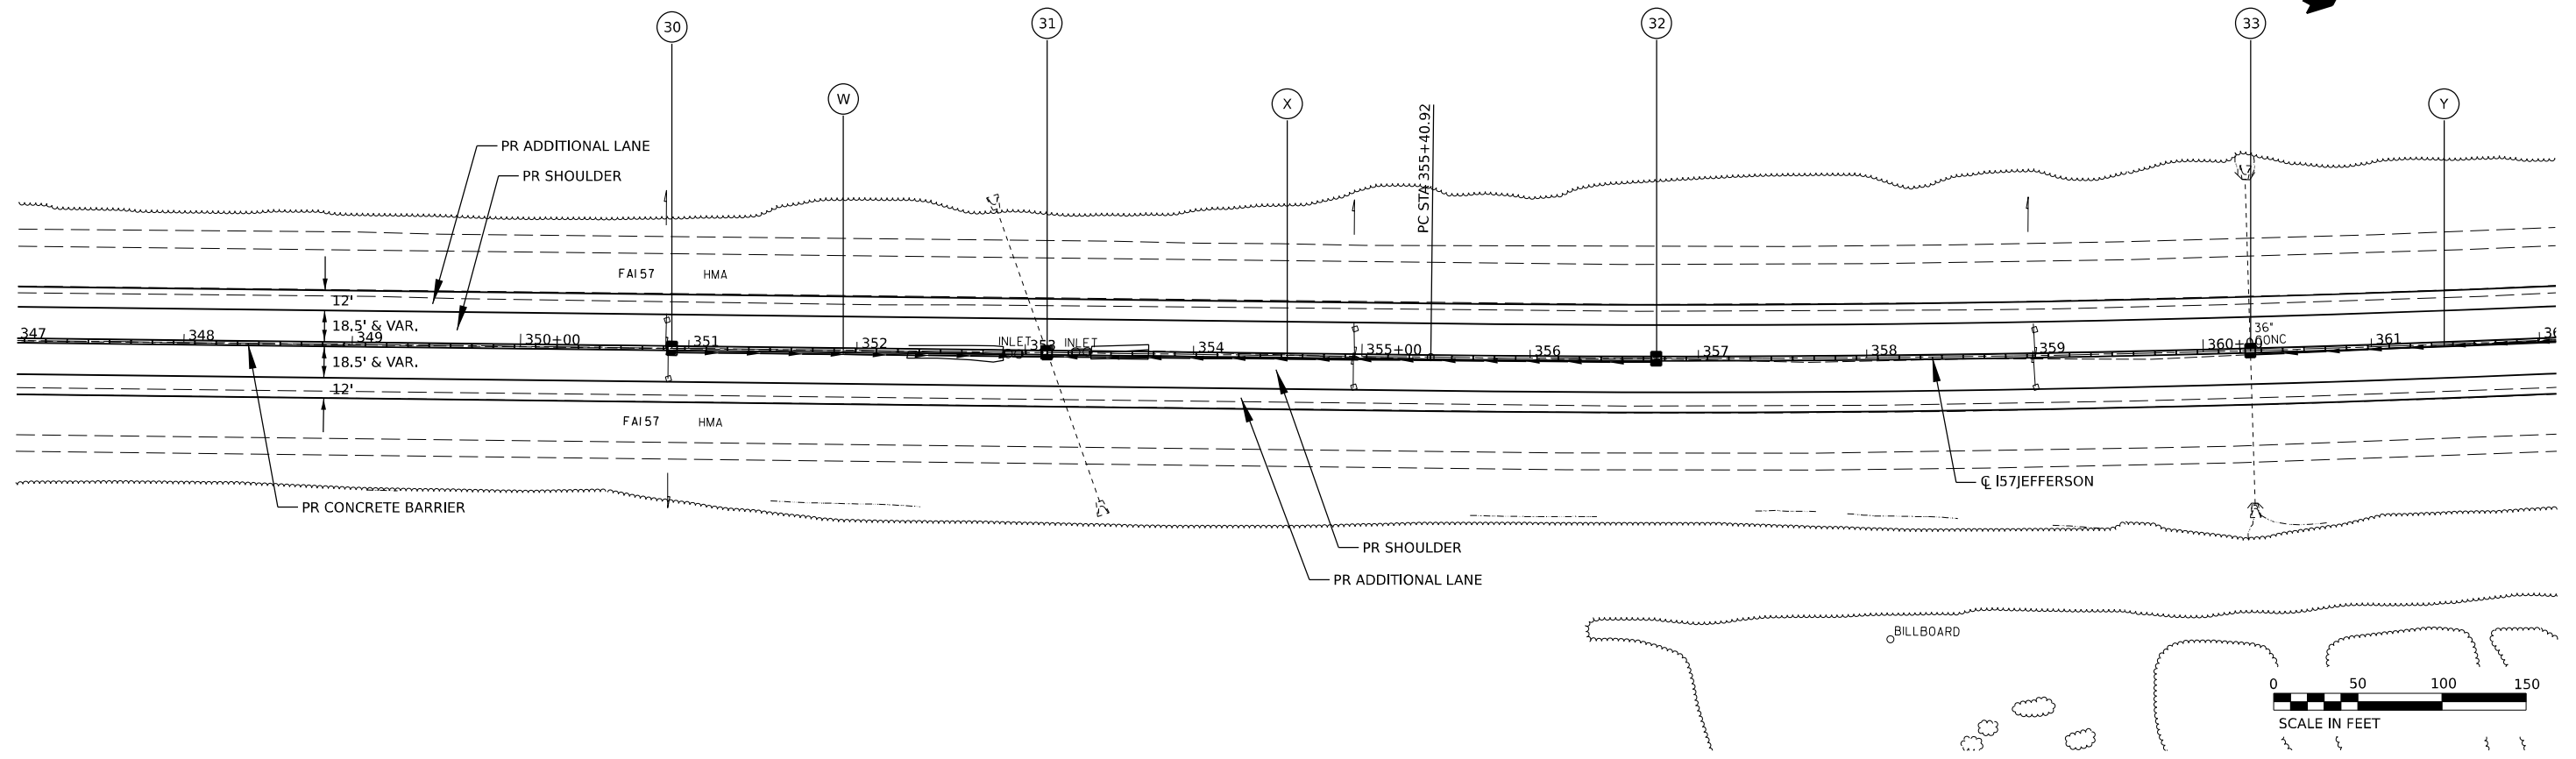 30
31
32
33
W
X
Y
PC STA 355+40.92
PR ADDITIONAL LANE
PR SHOULDER
FAI 57 HMA
12'
18.5' & VAR.
347
348
349
350+00
351
352
INLET
353
INLET
354
355+00
356
357
358
359
360+00
361
36"
CONC
18.5' & VAR.
12'
FAI 57 HMA
℄ I57JEFFERSON
PR CONCRETE BARRIER
PR SHOULDER
PR ADDITIONAL LANE
BILLBOARD
0 50 100 150
SCALE IN FEET